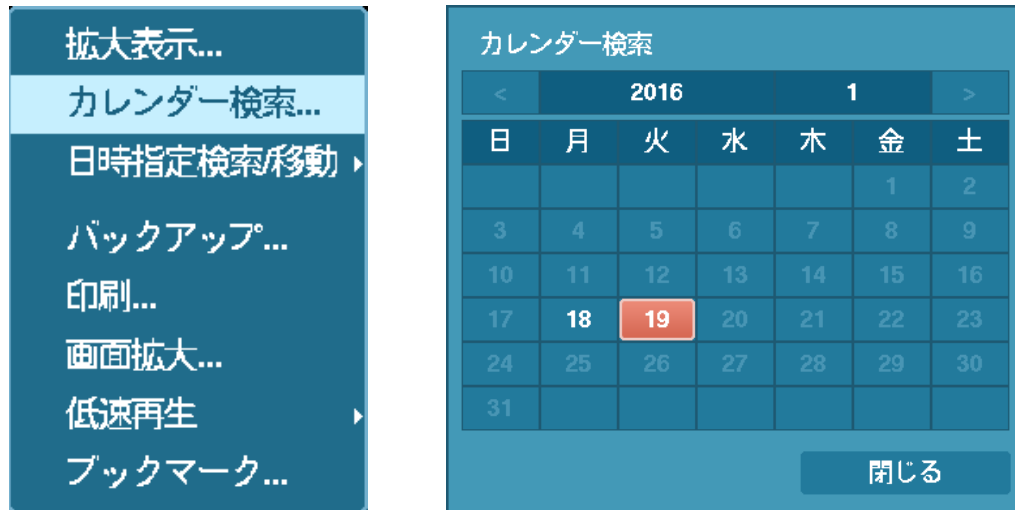 拡大表示...
カレンダー検索...
日時指定検索/移動
バックアップ...
印刷...
画面拡大...
低速再生
ブックマーク...
カレンダー検索
< 2016 1 >
日 月 火 水 木 金 土
1 2
3 4 5 6 7 8 9
10 11 12 13 14 15 16
17 18 19 20 21 22 23
24 25 26 27 28 29 30
31
閉じる